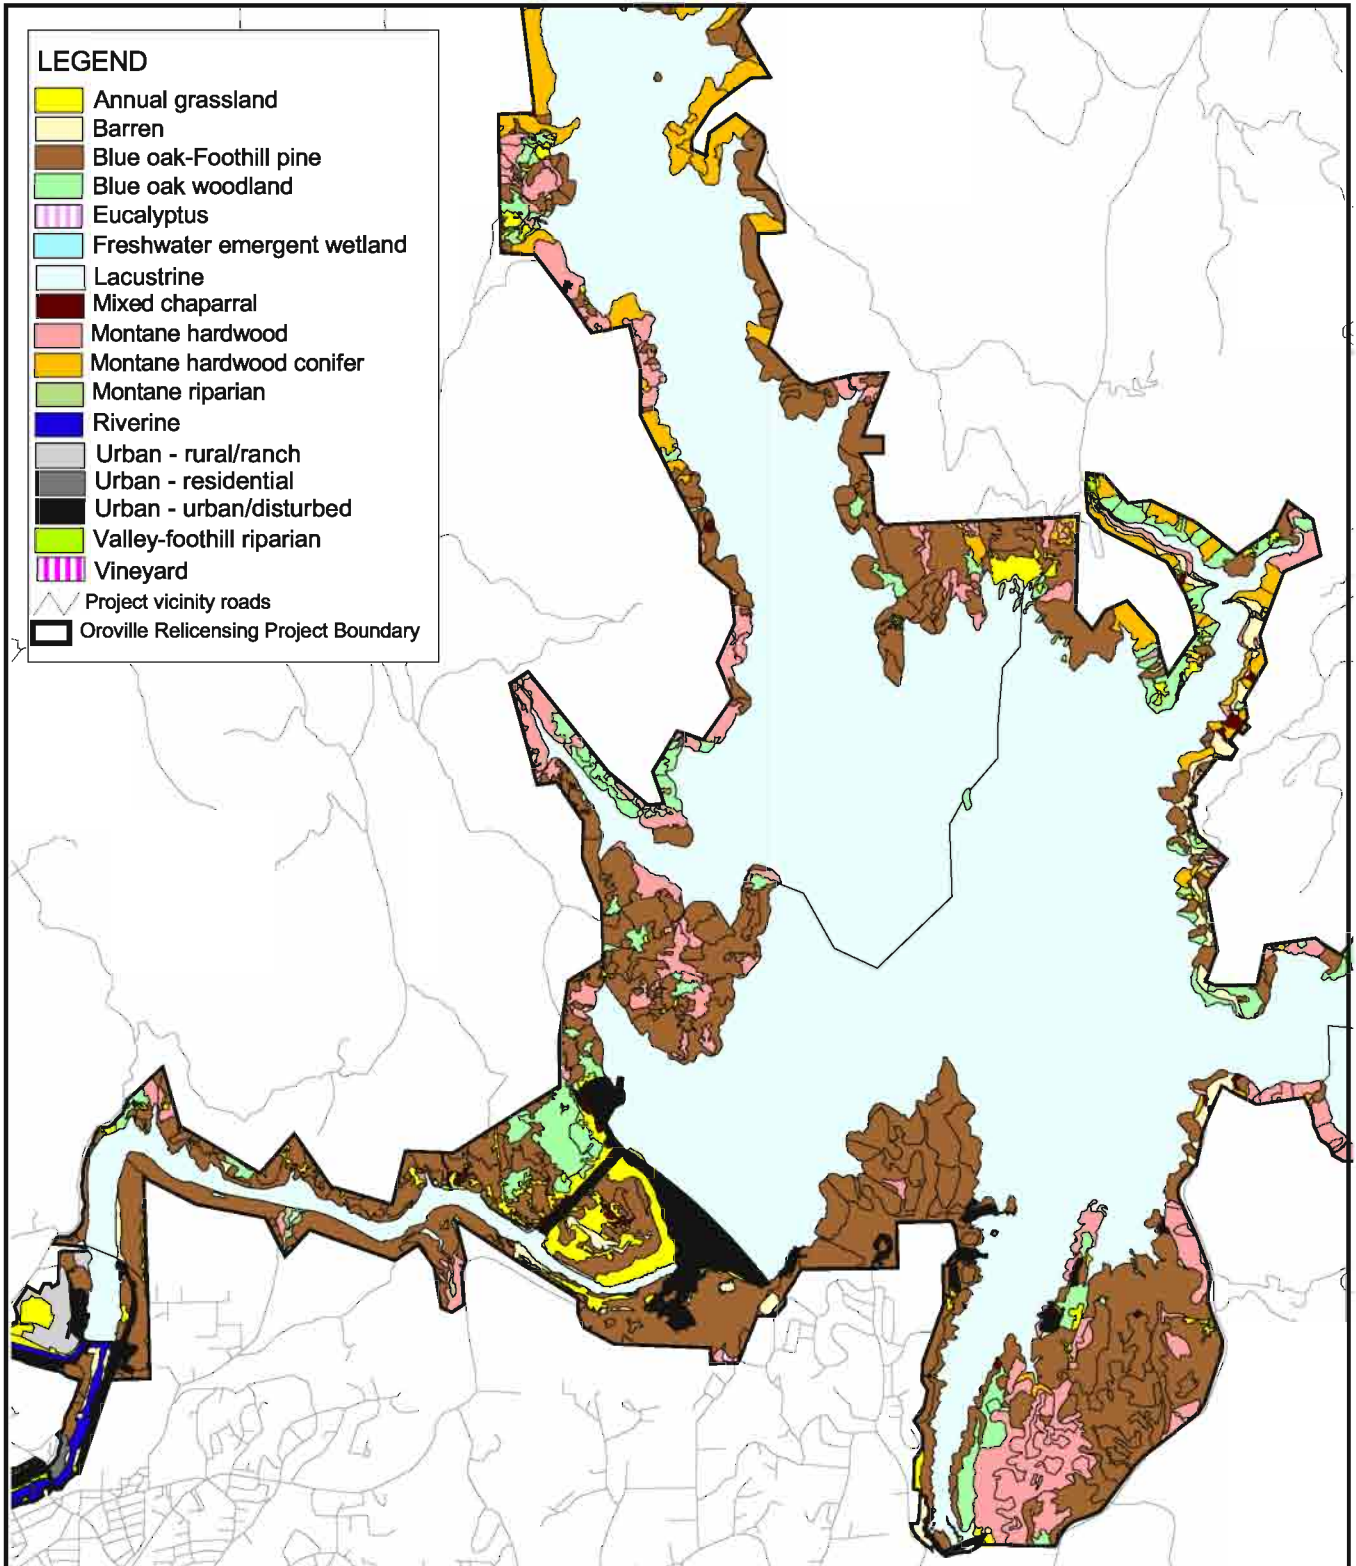 LEGEND
Annual grassland
Barren
Blue oak-Foothill pine
Blue oak woodland
Eucalyptus
Freshwater emergent wetland
Lacustrine
Mixed chaparral
Montane hardwood
Montane hardwood conifer
Montane riparian
Riverine
Urban - rural/ranch
Urban - residential
Urban - urban/disturbed
Valley-foothill riparian
Vineyard
Project vicinity roads
Oroville Relicensing Project Boundary